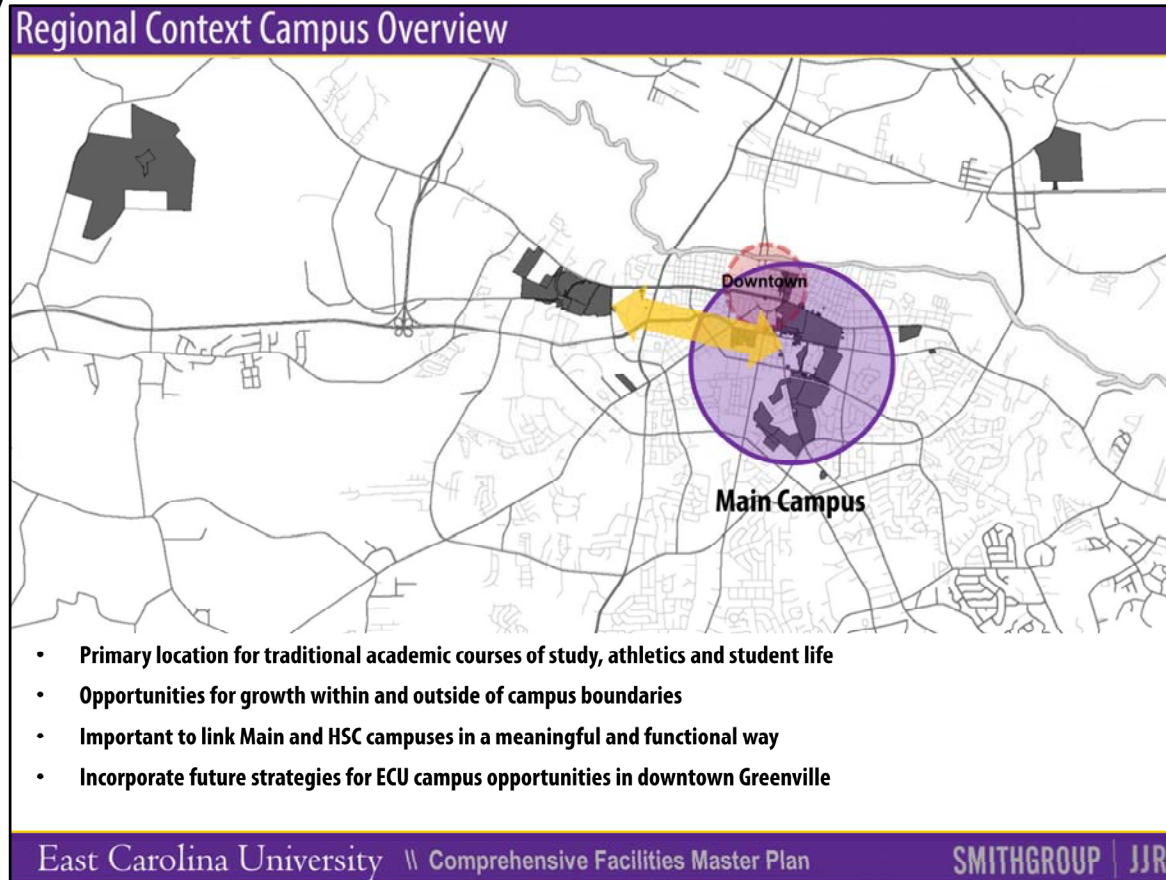 Regional Context Campus Overview
Downtown
Main Campus
• Primary location for traditional academic courses of study, athletics and student life
• Opportunities for growth within and outside of campus boundaries
• Important to link Main and HSC campuses in a meaningful and functional way
• Incorporate future strategies for ECU campus opportunities in downtown Greenville
East Carolina University \\ Comprehensive Facilities Master Plan SMITHGROUP | JJR